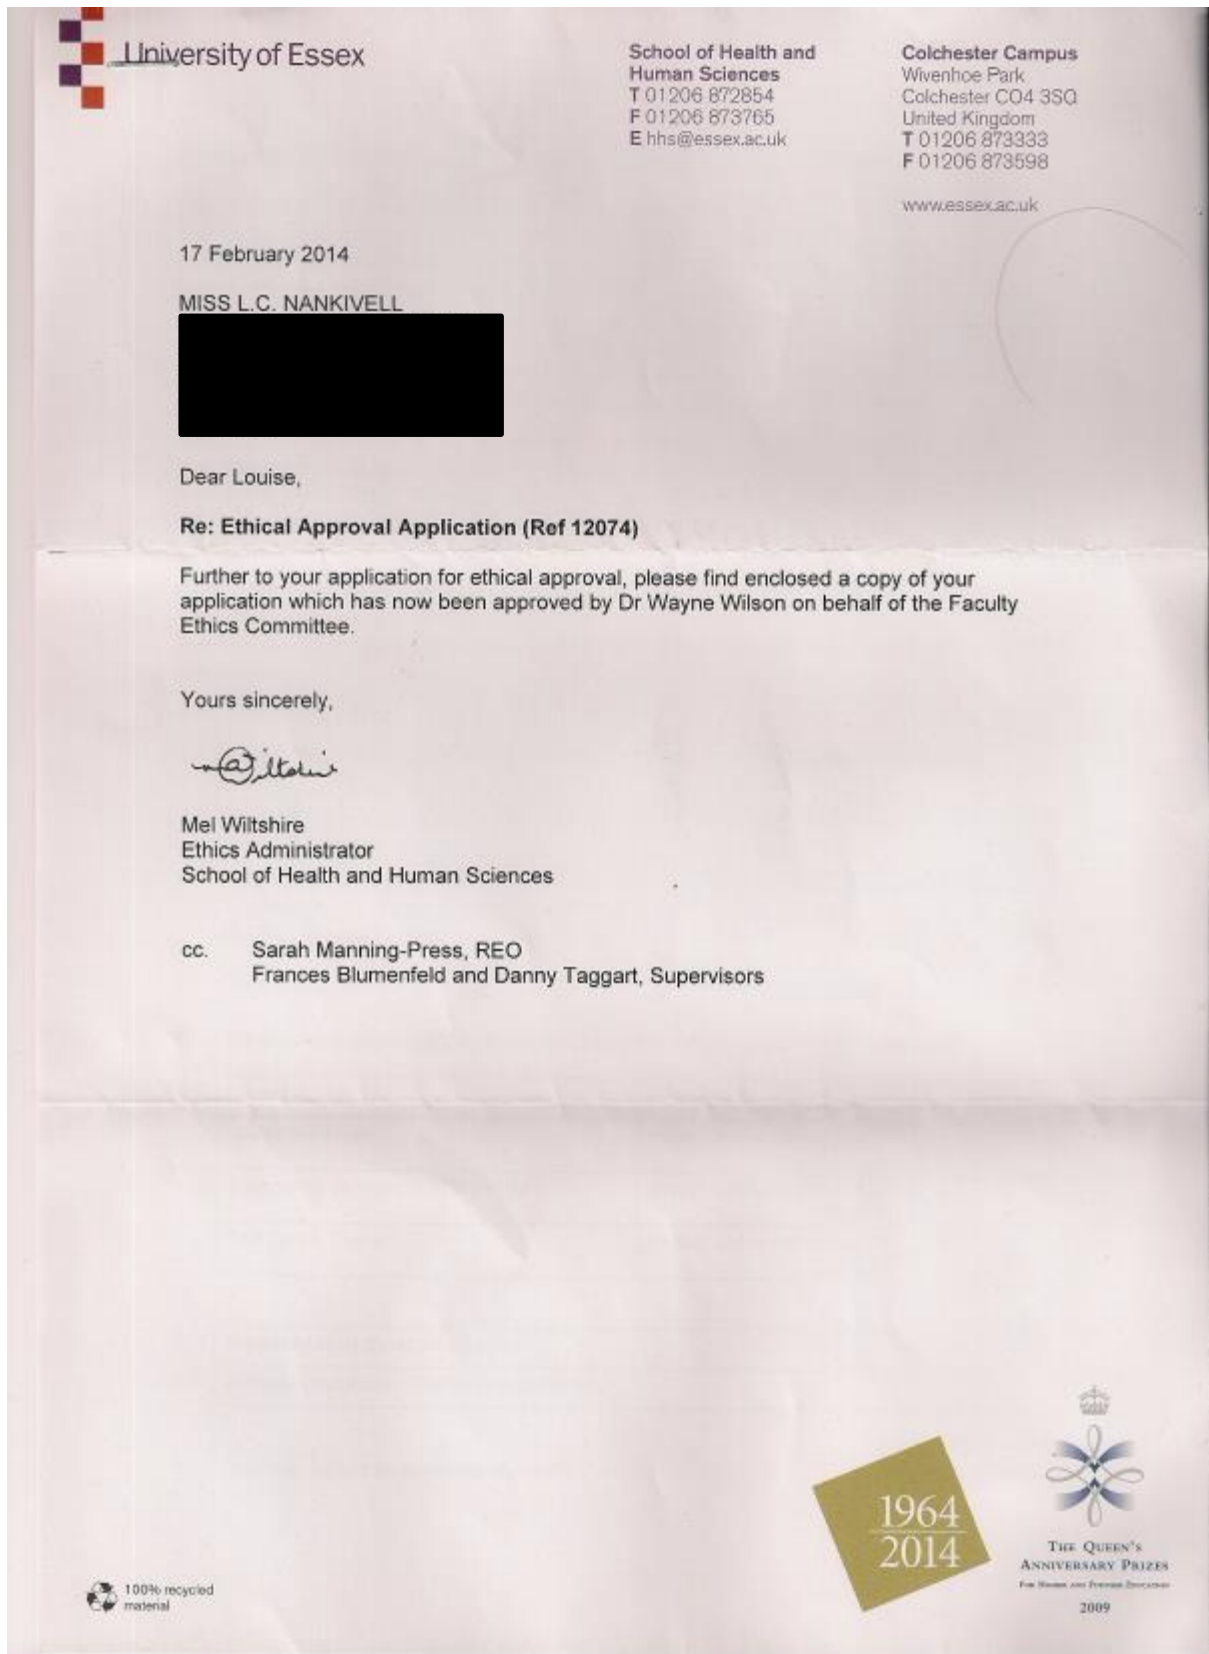 University of Essex
School of Health and
Human Sciences
T 01206 872854
F 01206 873765
E hhs@essex.ac.uk
Colchester Campus
Wivenhoe Park
Colchester CO4 3SQ
United Kingdom
T 01206 873333
F 01206 873598
www.essex.ac.uk
17 February 2014
MISS L.C. NANKIVELL
Dear Louise,
Re: Ethical Approval Application (Ref 12074)
Further to your application for ethical approval, please find enclosed a copy of your
application which has now been approved by Dr Wayne Wilson on behalf of the Faculty
Ethics Committee.
Yours sincerely,
Mel Wiltshire
Ethics Administrator
School of Health and Human Sciences
cc. Sarah Manning-Press, REO
Frances Blumenfeld and Danny Taggart, Supervisors
1964
2014
THE QUEEN'S
ANNIVERSARY PRIZES
FOR HIGHER AND FURTHER EDUCATION
2009
100% recycled
material